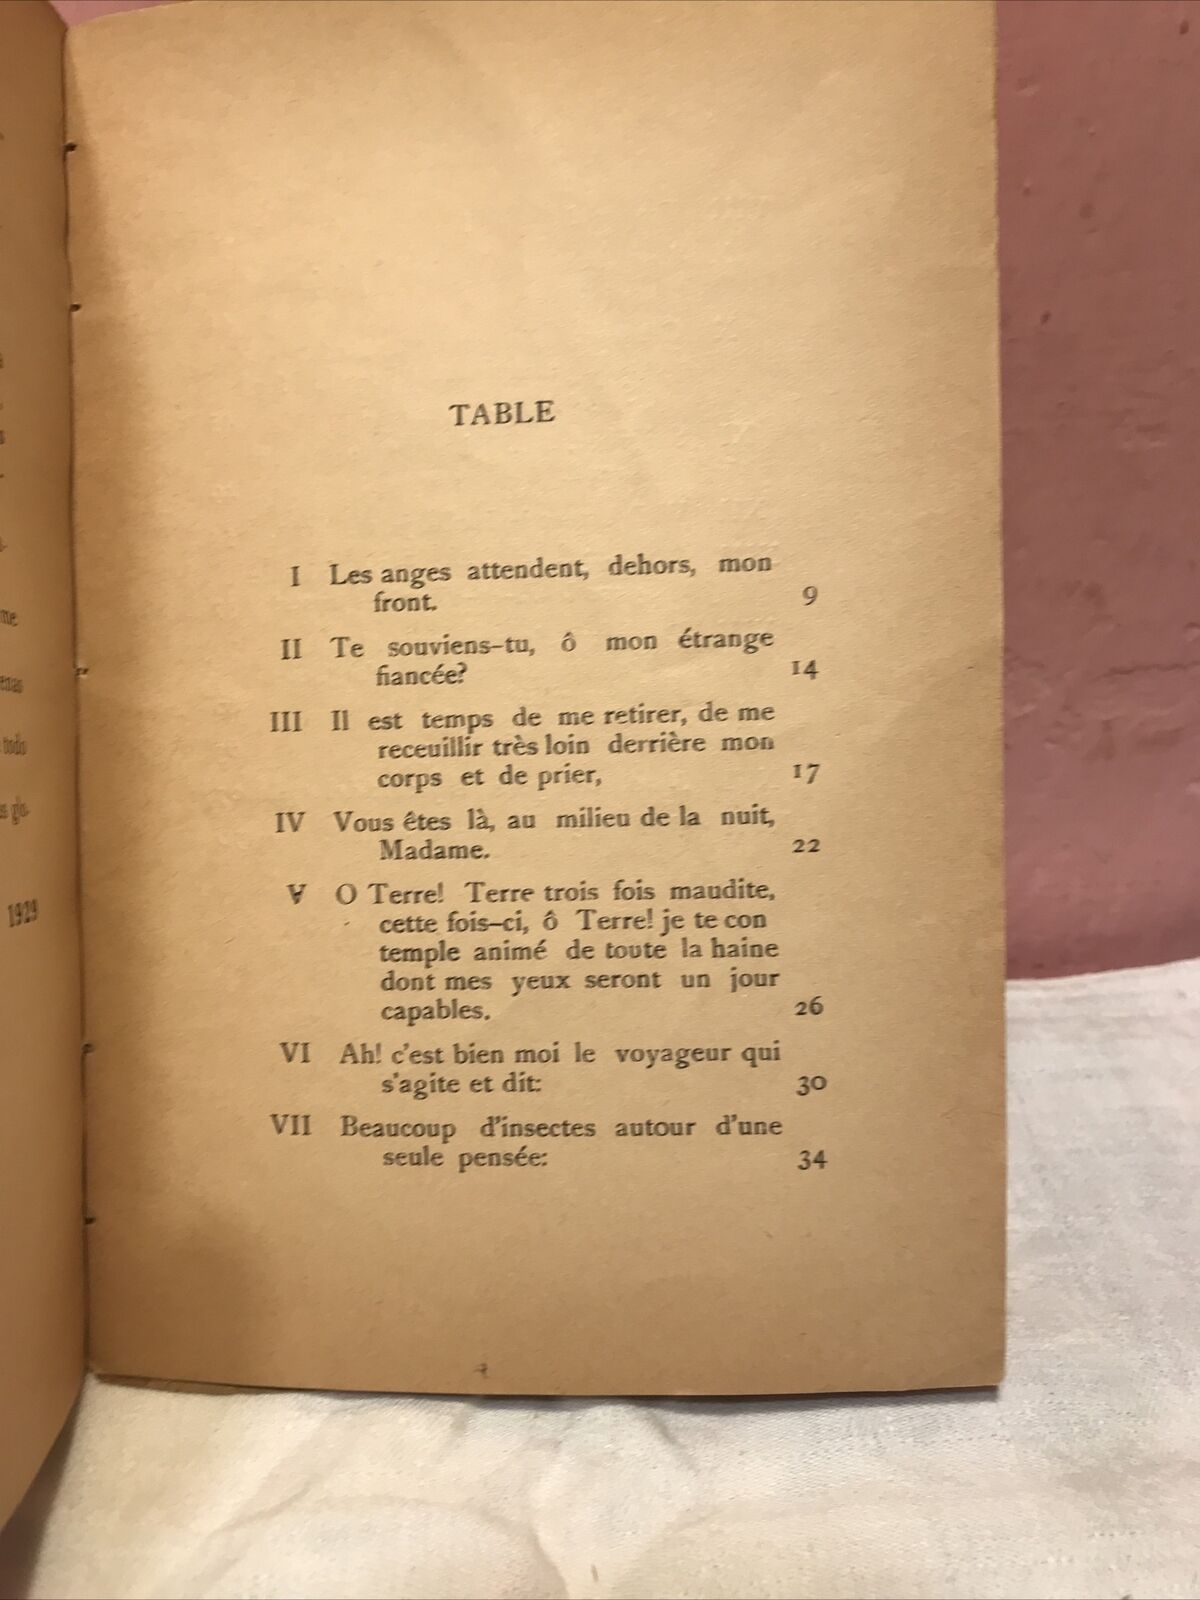 me
enas
todo
s glo-
1929
TABLE
I Les anges attendent, dehors, mon
front. 9
II Te souviens-tu, ô mon étrange
fiancée? 14
III Il est temps de me retirer, de me
receuillir très loin derrière mon
corps et de prier, 17
IV Vous êtes là, au milieu de la nuit,
Madame. 22
V O Terre! Terre trois fois maudite,
cette fois-ci, ô Terre! je te con
temple animé de toute la haine
dont mes yeux seront un jour
capables. 26
VI Ah! c'est bien moi le voyageur qui
s'agite et dit: 30
VII Beaucoup d'insectes autour d'une
seule pensée: 34